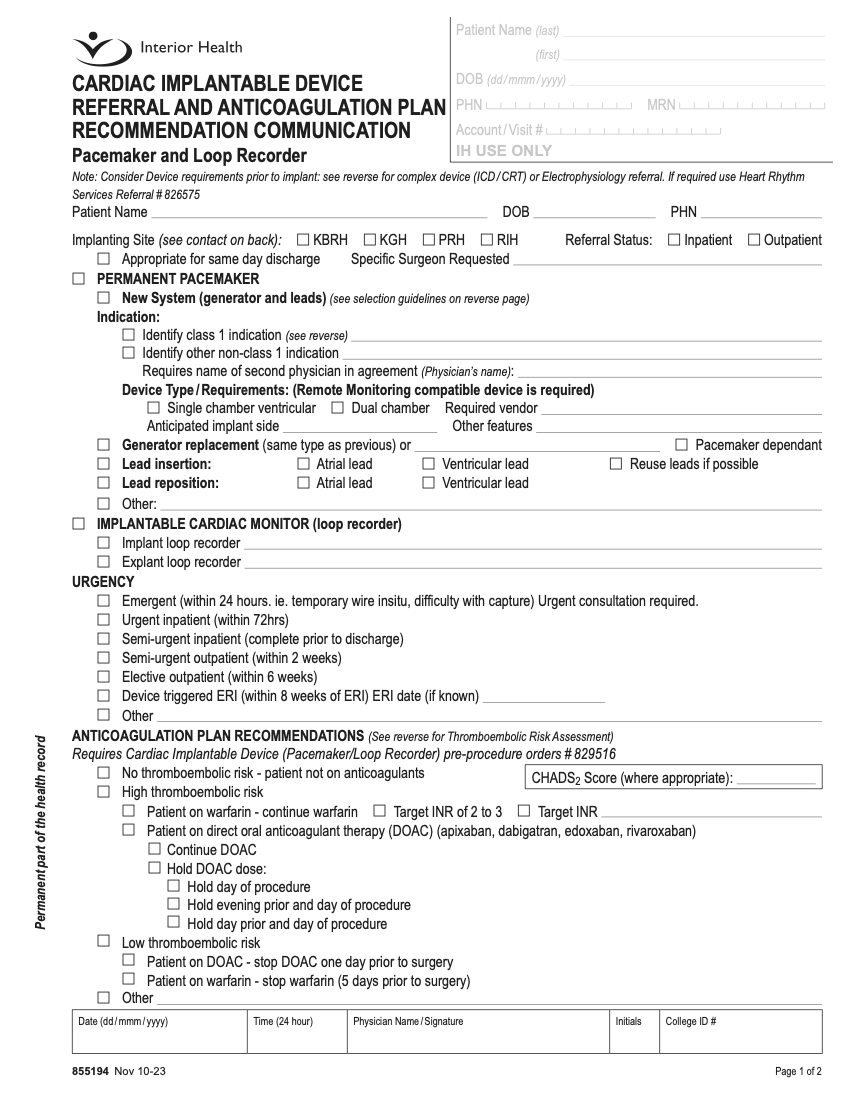 Interior Health
CARDIAC IMPLANTABLE DEVICE
REFERRAL AND ANTICOAGULATION PLAN
RECOMMENDATION COMMUNICATION
Pacemaker and Loop Recorder
Patient Name (last)
(first)
DOB (dd/mmm/yyyy)
PHN MRN
Account/Visit #
IH USE ONLY
Note: Consider Device requirements prior to implant: see reverse for complex device (ICD/CRT) or Electrophysiology referral. If required use Heart Rhythm
Services Referral # 826575
Patient Name DOB PHN
Implanting Site (see contact on back): ☐ KBRH ☐ KGH ☐ PRH ☐ RIH Referral Status: ☐ Inpatient ☐ Outpatient
☐ Appropriate for same day discharge Specific Surgeon Requested
☐ PERMANENT PACEMAKER
☐ New System (generator and leads) (see selection guidelines on reverse page)
Indication:
☐ Identify class 1 indication (see reverse)
☐ Identify other non-class 1 indication
Requires name of second physician in agreement (Physician's name):
Device Type/Requirements: (Remote Monitoring compatible device is required)
☐ Single chamber ventricular ☐ Dual chamber Required vendor
Anticipated implant side Other features
☐ Generator replacement (same type as previous) or ☐ Pacemaker dependant
☐ Lead insertion: ☐ Atrial lead ☐ Ventricular lead ☐ Reuse leads if possible
☐ Lead reposition: ☐ Atrial lead ☐ Ventricular lead
☐ Other:
☐ IMPLANTABLE CARDIAC MONITOR (loop recorder)
☐ Implant loop recorder
☐ Explant loop recorder
URGENCY
☐ Emergent (within 24 hours. ie. temporary wire insitu, difficulty with capture) Urgent consultation required.
☐ Urgent inpatient (within 72hrs)
☐ Semi-urgent inpatient (complete prior to discharge)
☐ Semi-urgent outpatient (within 2 weeks)
☐ Elective outpatient (within 6 weeks)
☐ Device triggered ERI (within 8 weeks of ERI) ERI date (if known)
☐ Other
ANTICOAGULATION PLAN RECOMMENDATIONS (See reverse for Thromboembolic Risk Assessment)
Requires Cardiac Implantable Device (Pacemaker/Loop Recorder) pre-procedure orders # 829516
☐ No thromboembolic risk - patient not on anticoagulants
CHADS₂ Score (where appropriate):
☐ High thromboembolic risk
☐ Patient on warfarin - continue warfarin ☐ Target INR of 2 to 3 ☐ Target INR
☐ Patient on direct oral anticoagulant therapy (DOAC) (apixaban, dabigatran, edoxaban, rivaroxaban)
☐ Continue DOAC
☐ Hold DOAC dose:
☐ Hold day of procedure
☐ Hold evening prior and day of procedure
☐ Hold day prior and day of procedure
☐ Low thromboembolic risk
☐ Patient on DOAC - stop DOAC one day prior to surgery
☐ Patient on warfarin - stop warfarin (5 days prior to surgery)
☐ Other
Permanent part of the health record
Date (dd/mmm/yyyy) Time (24 hour) Physician Name/Signature Initials College ID #
855194 Nov 10-23 Page 1 of 2